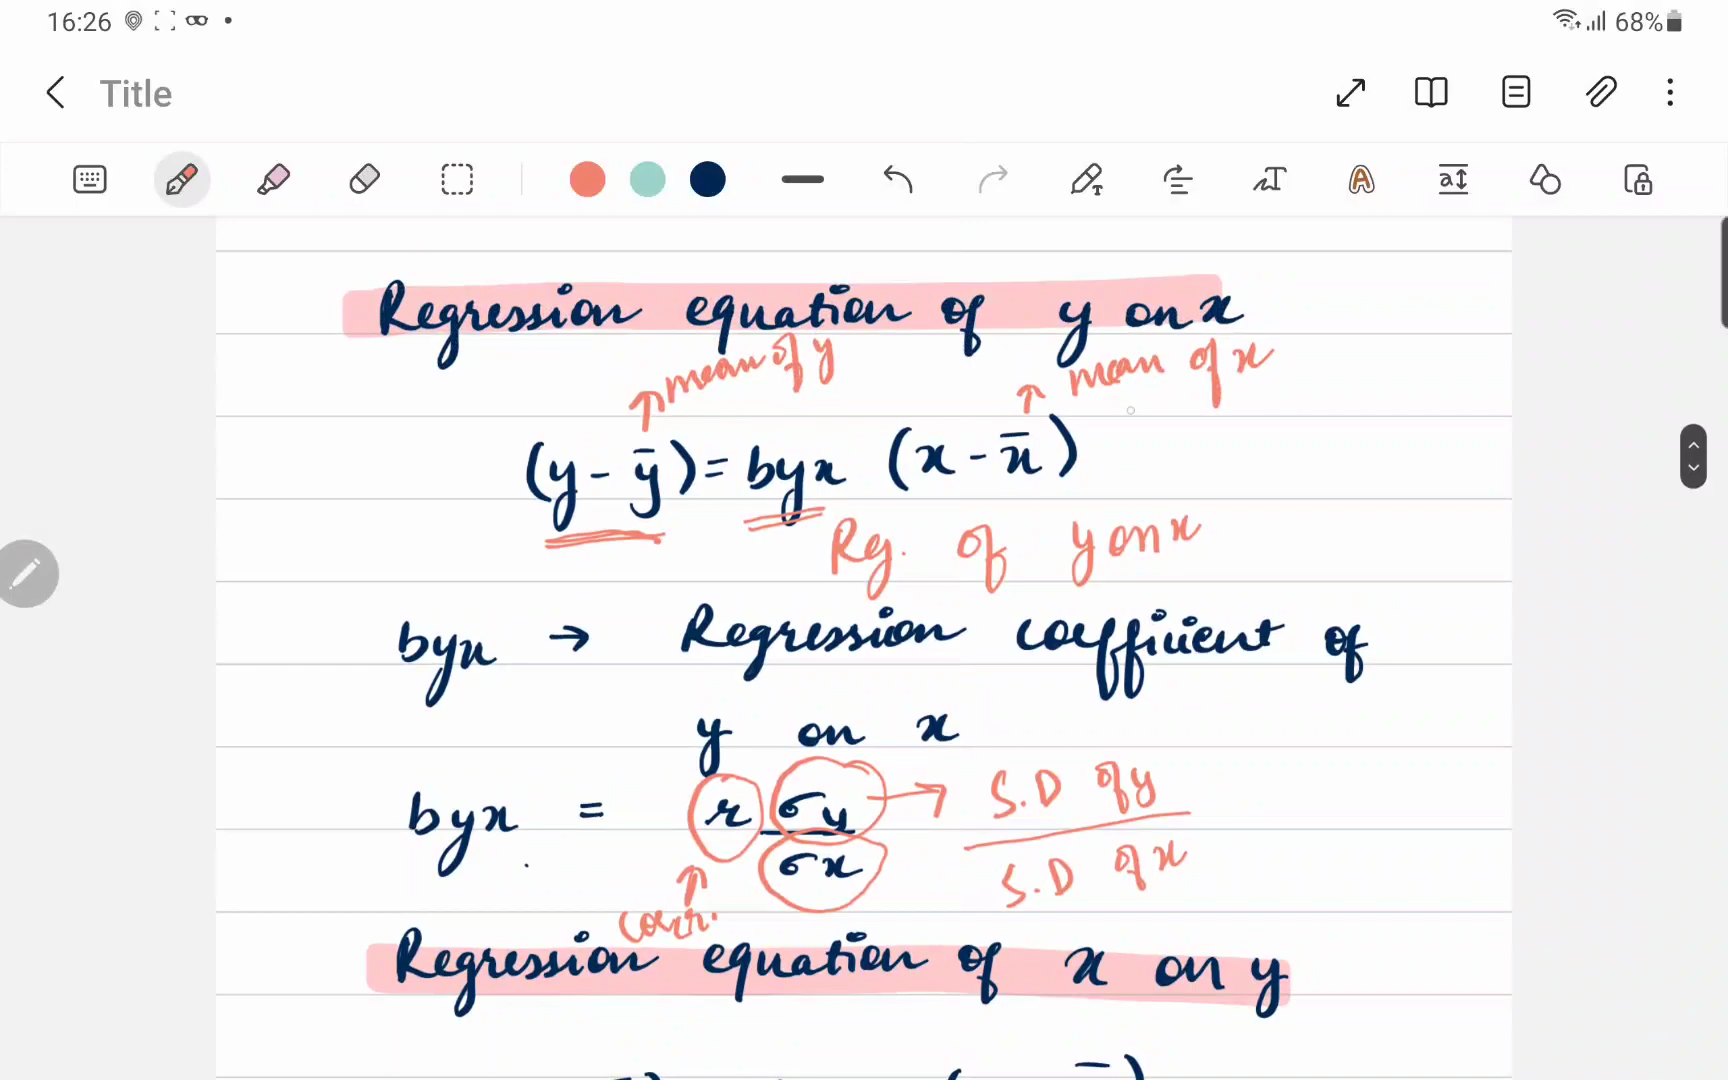 16:26 68%
Title
Regression equation of y on x
mean of y mean of x
(y - ȳ) = byx (x - x̄)
Rg. of y on x
byx → Regression coefficient of
y on x
byx = r σy/σx → S.D of y / S.D of x
corr.
Regression equation of x on y